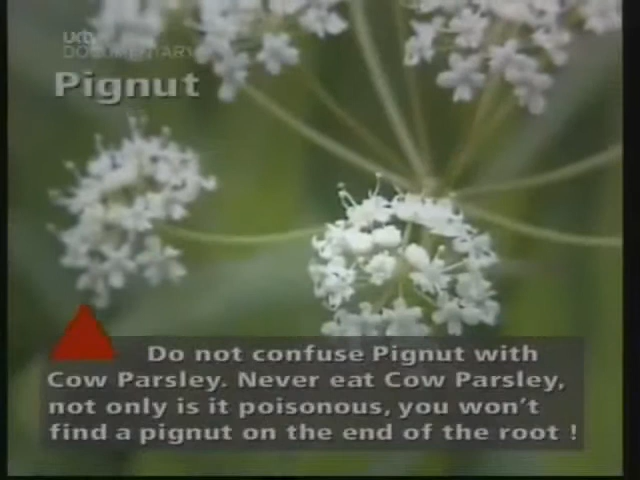 uktv
DOCUMENTARY
Pignut
Do not confuse Pignut with
Cow Parsley. Never eat Cow Parsley,
not only is it poisonous, you won't
find a pignut on the end of the root !